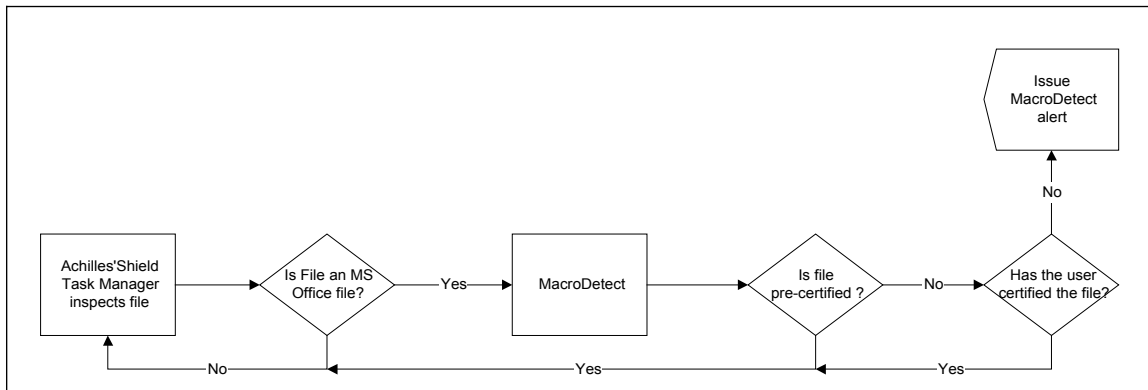 Issue
MacroDetect
alert
No
Achilles'Shield
Task Manager
inspects file
Is File an MS
Office file?
Yes
MacroDetect
Is file
pre-certified ?
No
Has the user
certified the file?
No
Yes
Yes